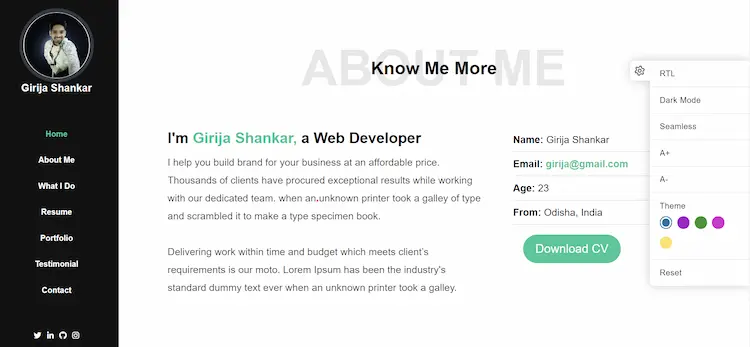 Girija Shankar
Home
About Me
What I Do
Resume
Portfolio
Testimonial
Contact
ABOUT ME
Know Me More
I'm Girija Shankar, a Web Developer
I help you build brand for your business at an affordable price.
Thousands of clients have procured exceptional results while working
with our dedicated team. when an unknown printer took a galley of type
and scrambled it to make a type specimen book.
Delivering work within time and budget which meets client's
requirements is our moto. Lorem Ipsum has been the industry's
standard dummy text ever when an unknown printer took a galley.
Name: Girija Shankar
Email: girija@gmail.com
Age: 23
From: Odisha, India
Download CV
RTL
Dark Mode
Seamless
A+
A-
Theme
Reset